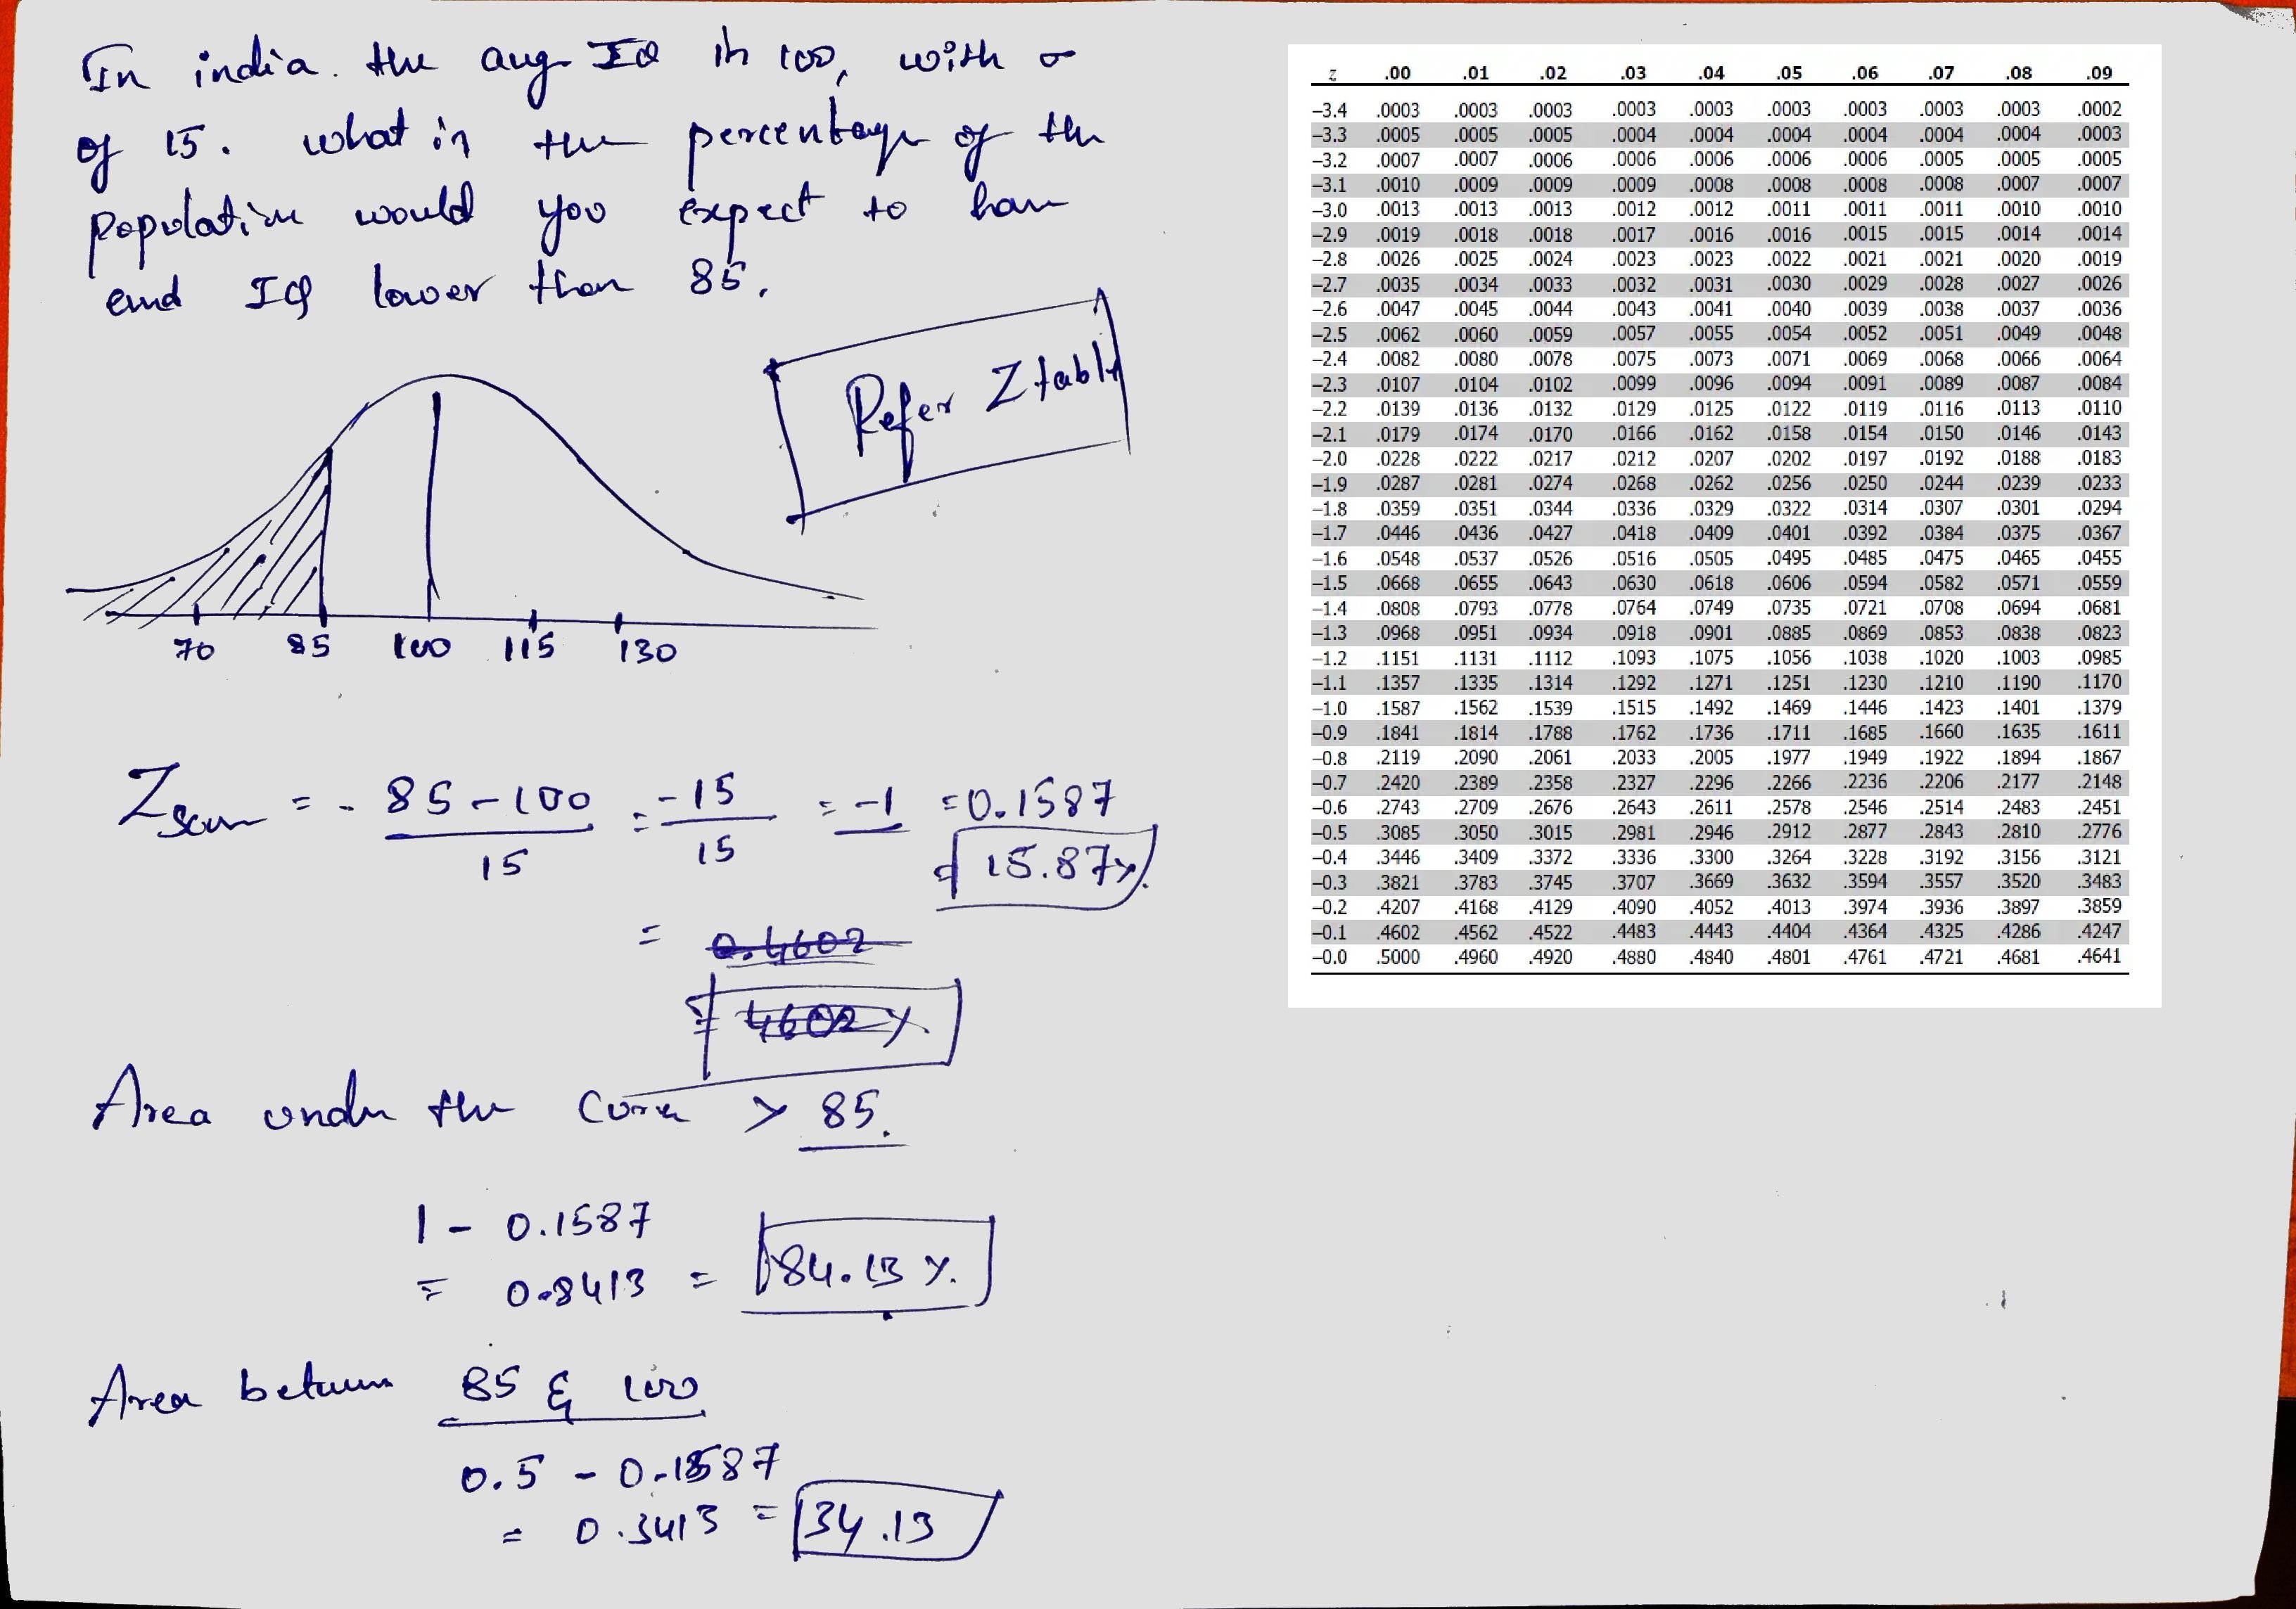 In india. the avg IQ is 100, with σ
of 15. what is the percentage of the
population would you expect to have
and IQ lower than 85.
Refer Z table
70 85 100 115 130
Z score = - 85-100 / 15 = -15 / 15 = -1 = 0.1587
= 15.87%
= 0.4602
= 4602%
Area under the curve > 85.
1 - 0.1587
= 0.8413 = 84.13%.
Area between 85 & 100
0.5 - 0.1587
= 0.3413 = 34.13
z .00 .01 .02 .03 .04 .05 .06 .07 .08 .09
-3.4 .0003 .0003 .0003 .0003 .0003 .0003 .0003 .0003 .0003 .0002
-3.3 .0005 .0005 .0005 .0004 .0004 .0004 .0004 .0004 .0004 .0003
-3.2 .0007 .0007 .0006 .0006 .0006 .0006 .0006 .0005 .0005 .0005
-3.1 .0010 .0009 .0009 .0009 .0008 .0008 .0008 .0008 .0007 .0007
-3.0 .0013 .0013 .0013 .0012 .0012 .0011 .0011 .0011 .0010 .0010
-2.9 .0019 .0018 .0018 .0017 .0016 .0016 .0015 .0015 .0014 .0014
-2.8 .0026 .0025 .0024 .0023 .0023 .0022 .0021 .0021 .0020 .0019
-2.7 .0035 .0034 .0033 .0032 .0031 .0030 .0029 .0028 .0027 .0026
-2.6 .0047 .0045 .0044 .0043 .0041 .0040 .0039 .0038 .0037 .0036
-2.5 .0062 .0060 .0059 .0057 .0055 .0054 .0052 .0051 .0049 .0048
-2.4 .0082 .0080 .0078 .0075 .0073 .0071 .0069 .0068 .0066 .0064
-2.3 .0107 .0104 .0102 .0099 .0096 .0094 .0091 .0089 .0087 .0084
-2.2 .0139 .0136 .0132 .0129 .0125 .0122 .0119 .0116 .0113 .0110
-2.1 .0179 .0174 .0170 .0166 .0162 .0158 .0154 .0150 .0146 .0143
-2.0 .0228 .0222 .0217 .0212 .0207 .0202 .0197 .0192 .0188 .0183
-1.9 .0287 .0281 .0274 .0268 .0262 .0256 .0250 .0244 .0239 .0233
-1.8 .0359 .0351 .0344 .0336 .0329 .0322 .0314 .0307 .0301 .0294
-1.7 .0446 .0436 .0427 .0418 .0409 .0401 .0392 .0384 .0375 .0367
-1.6 .0548 .0537 .0526 .0516 .0505 .0495 .0485 .0475 .0465 .0455
-1.5 .0668 .0655 .0643 .0630 .0618 .0606 .0594 .0582 .0571 .0559
-1.4 .0808 .0793 .0778 .0764 .0749 .0735 .0721 .0708 .0694 .0681
-1.3 .0968 .0951 .0934 .0918 .0901 .0885 .0869 .0853 .0838 .0823
-1.2 .1151 .1131 .1112 .1093 .1075 .1056 .1038 .1020 .1003 .0985
-1.1 .1357 .1335 .1314 .1292 .1271 .1251 .1230 .1210 .1190 .1170
-1.0 .1587 .1562 .1539 .1515 .1492 .1469 .1446 .1423 .1401 .1379
-0.9 .1841 .1814 .1788 .1762 .1736 .1711 .1685 .1660 .1635 .1611
-0.8 .2119 .2090 .2061 .2033 .2005 .1977 .1949 .1922 .1894 .1867
-0.7 .2420 .2389 .2358 .2327 .2296 .2266 .2236 .2206 .2177 .2148
-0.6 .2743 .2709 .2676 .2643 .2611 .2578 .2546 .2514 .2483 .2451
-0.5 .3085 .3050 .3015 .2981 .2946 .2912 .2877 .2843 .2810 .2776
-0.4 .3446 .3409 .3372 .3336 .3300 .3264 .3228 .3192 .3156 .3121
-0.3 .3821 .3783 .3745 .3707 .3669 .3632 .3594 .3557 .3520 .3483
-0.2 .4207 .4168 .4129 .4090 .4052 .4013 .3974 .3936 .3897 .3859
-0.1 .4602 .4562 .4522 .4483 .4443 .4404 .4364 .4325 .4286 .4247
-0.0 .5000 .4960 .4920 .4880 .4840 .4801 .4761 .4721 .4681 .4641